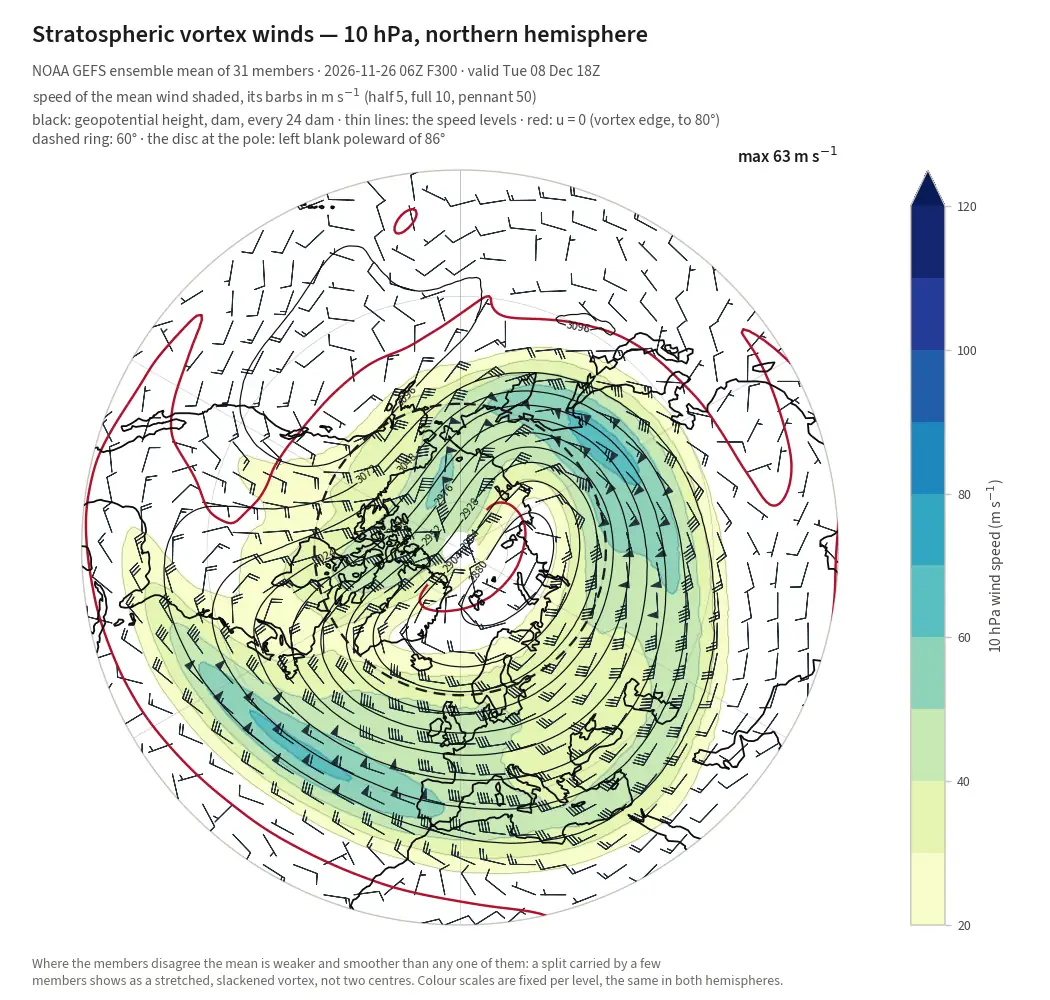 Stratospheric vortex winds — 10 hPa, northern hemisphere
NOAA GEFS ensemble mean of 31 members · 2026-11-26 06Z F300 · valid Tue 08 Dec 18Z
speed of the mean wind shaded, its barbs in m s⁻¹ (half 5, full 10, pennant 50)
black: geopotential height, dam, every 24 dam · thin lines: the speed levels · red: u = 0 (vortex edge, to 80°)
dashed ring: 60° · the disc at the pole: left blank poleward of 86°
max 63 m s⁻¹
120
100
80
60
40
20
10 hPa wind speed (m s⁻¹)
3096
2976
2928
Where the members disagree the mean is weaker and smoother than any one of them: a split carried by a few
members shows as a stretched, slackened vortex, not two centres. Colour scales are fixed per level, the same in both hemispheres.